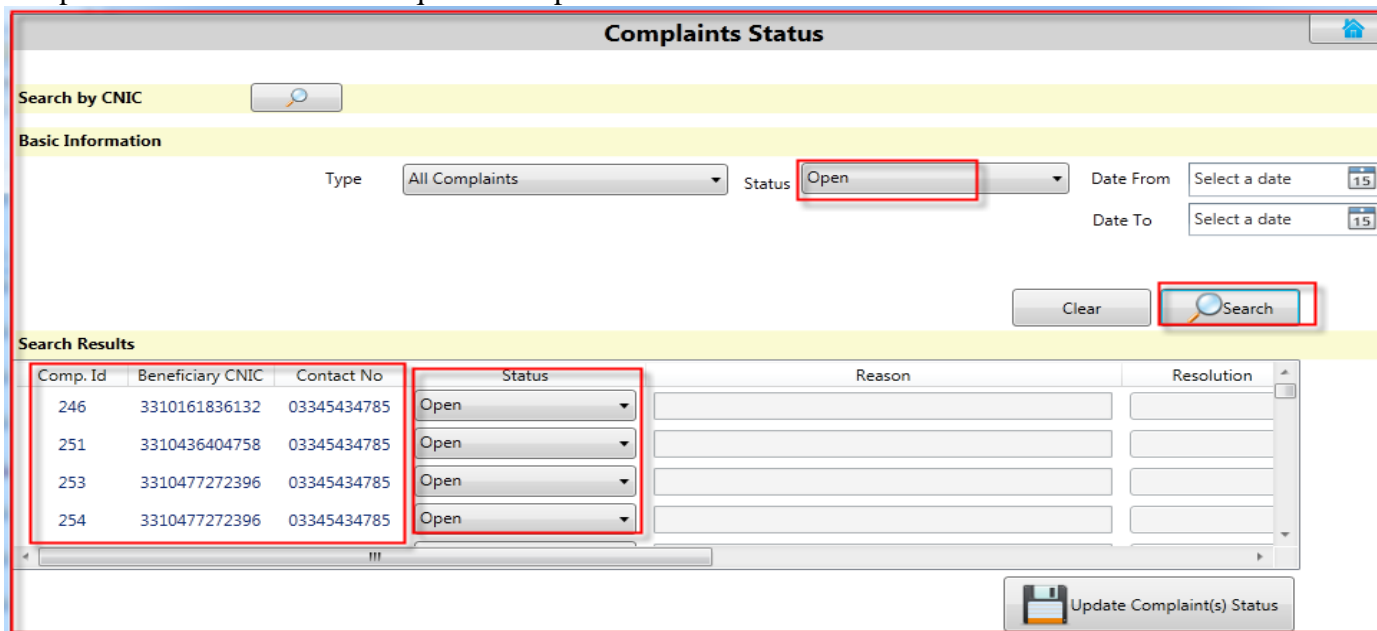 Complaints Status
Search by CNIC
Basic Information
Type All Complaints Status Open Date From Select a date 15
Date To Select a date 15
Clear Search
Search Results
Comp. Id Beneficiary CNIC Contact No Status Reason Resolution
246 3310161836132 03345434785 Open
251 3310436404758 03345434785 Open
253 3310477272396 03345434785 Open
254 3310477272396 03345434785 Open
Update Complaint(s) Status